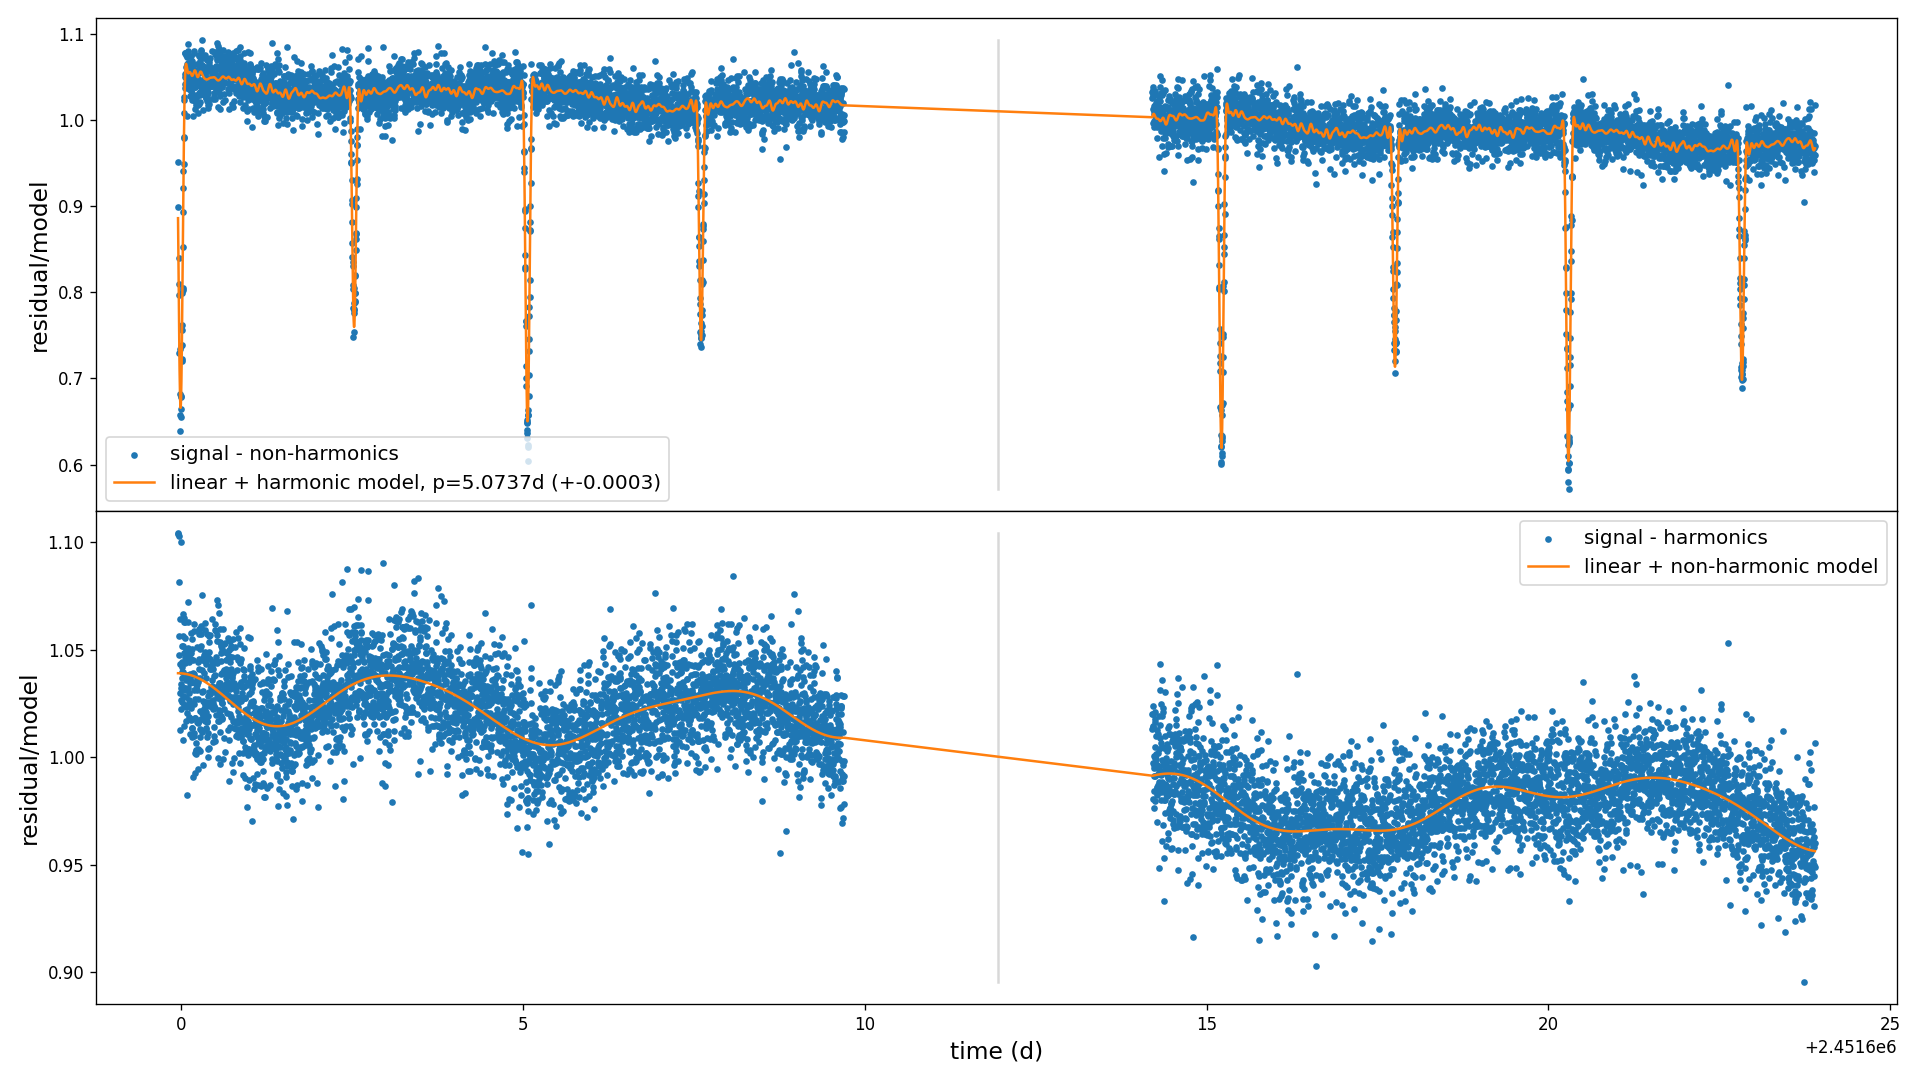 1.1
1.0
0.9
0.8
0.7
0.6
residual/model
signal - non-harmonics
linear + harmonic model, p=5.0737d (+-0.0003)
1.10
1.05
1.00
0.95
0.90
residual/model
signal - harmonics
linear + non-harmonic model
0 5 10 15 20 25
time (d)
+2.4516e6